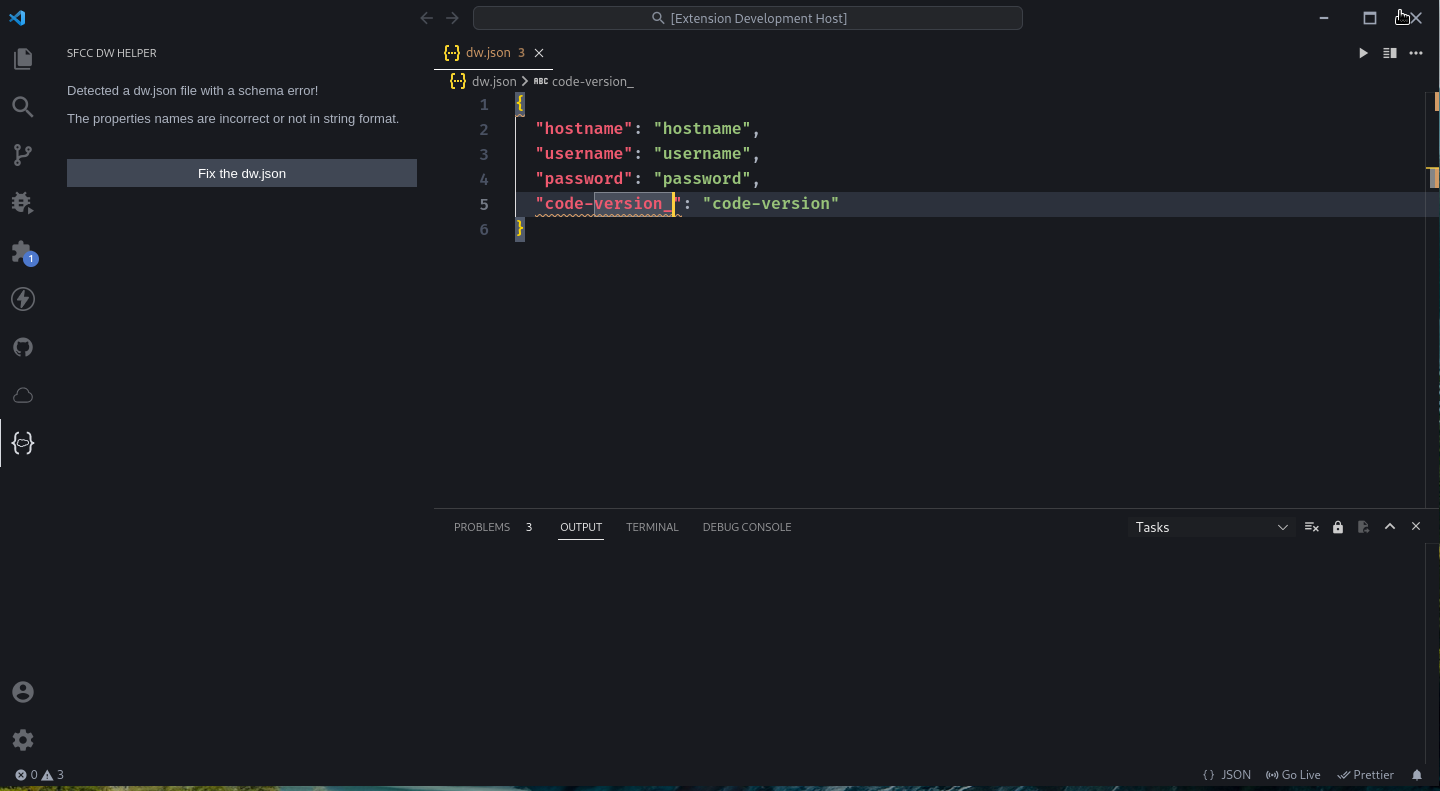 [Extension Development Host]
SFCC DW HELPER
Detected a dw.json file with a schema error!
The properties names are incorrect or not in string format.
Fix the dw.json
1
dw.json 3
dw.json > code-version_
1 {
2 "hostname": "hostname",
3 "username": "username",
4 "password": "password",
5 "code-version_": "code-version"
6 }
PROBLEMS 3 OUTPUT TERMINAL DEBUG CONSOLE Tasks
0 3 {} JSON Go Live Prettier